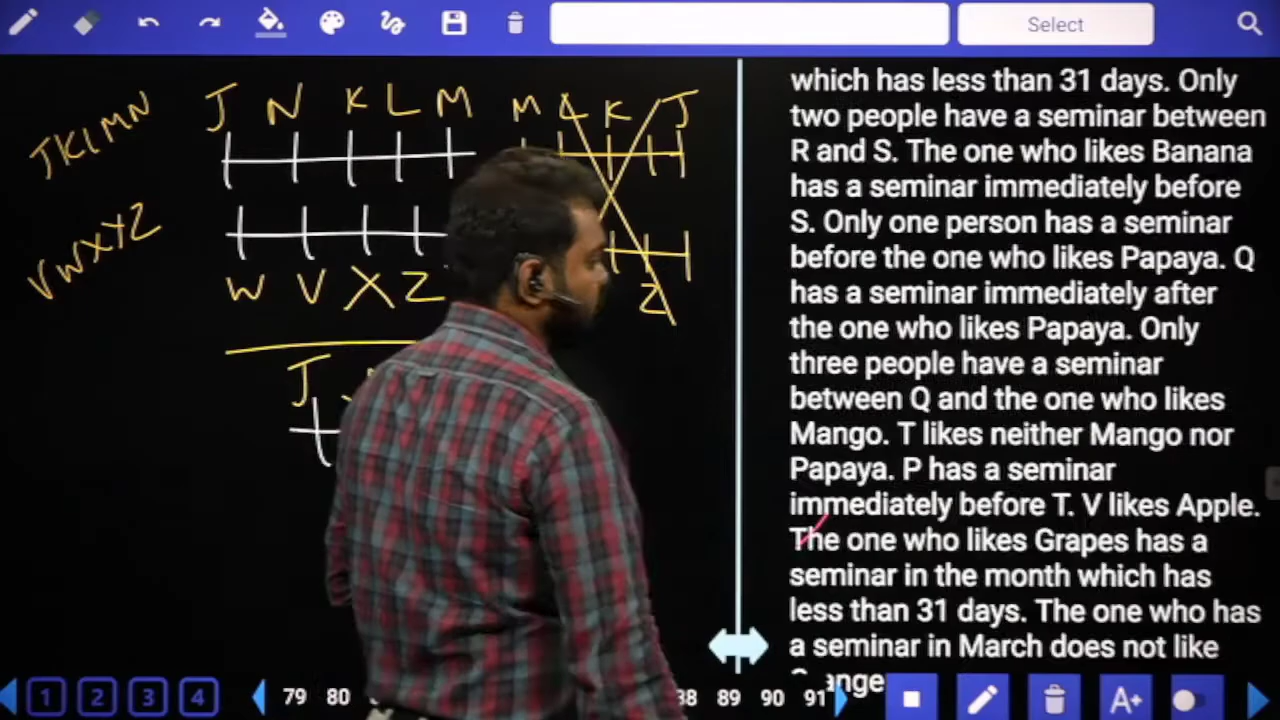 Select
JKLMN
J N K L M
M L K J
VWXYZ
W V X Z
Z
J
which has less than 31 days. Only
two people have a seminar between
R and S. The one who likes Banana
has a seminar immediately before
S. Only one person has a seminar
before the one who likes Papaya. Q
has a seminar immediately after
the one who likes Papaya. Only
three people have a seminar
between Q and the one who likes
Mango. T likes neither Mango nor
Papaya. P has a seminar
immediately before T. V likes Apple.
The one who likes Grapes has a
seminar in the month which has
less than 31 days. The one who has
a seminar in March does not like
1 2 3 4 79 80 88 89 90 91 A+